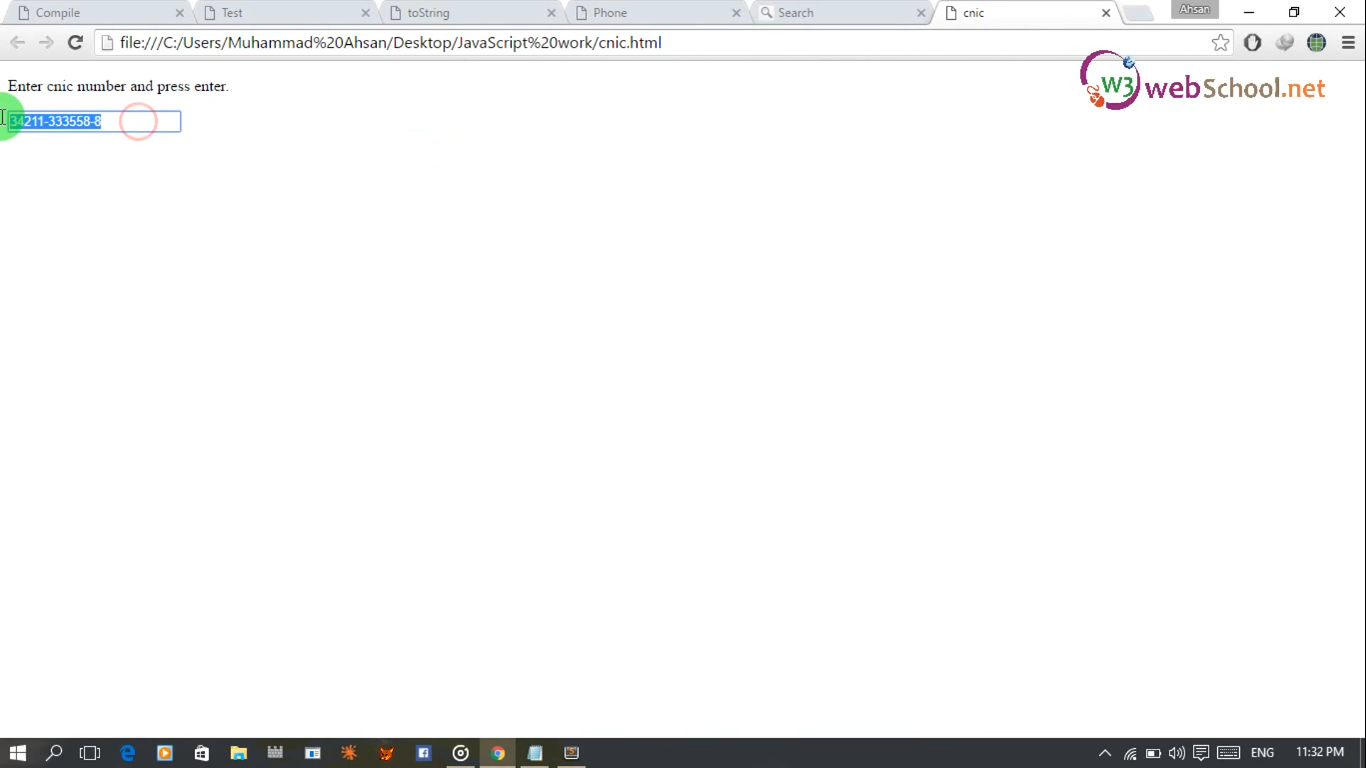 Compile
Test
toString
Phone
Search
cnic
Ahsan
file:///C:/Users/Muhammad%20Ahsan/Desktop/JavaScript%20work/cnic.html
Enter cnic number and press enter.
34211-333558-8
W3 webSchool.net
ENG
11:32 PM